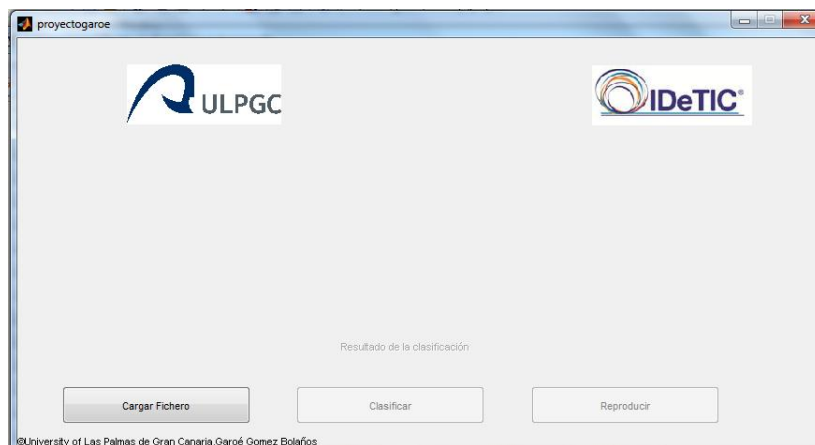 proyectogaroe
ULPGC
IDeTIC®
Resultado de la clasificación
Cargar Fichero
Clasificar
Reproducir
©University of Las Palmas de Gran Canaria.Garoé Gomez Bolaños